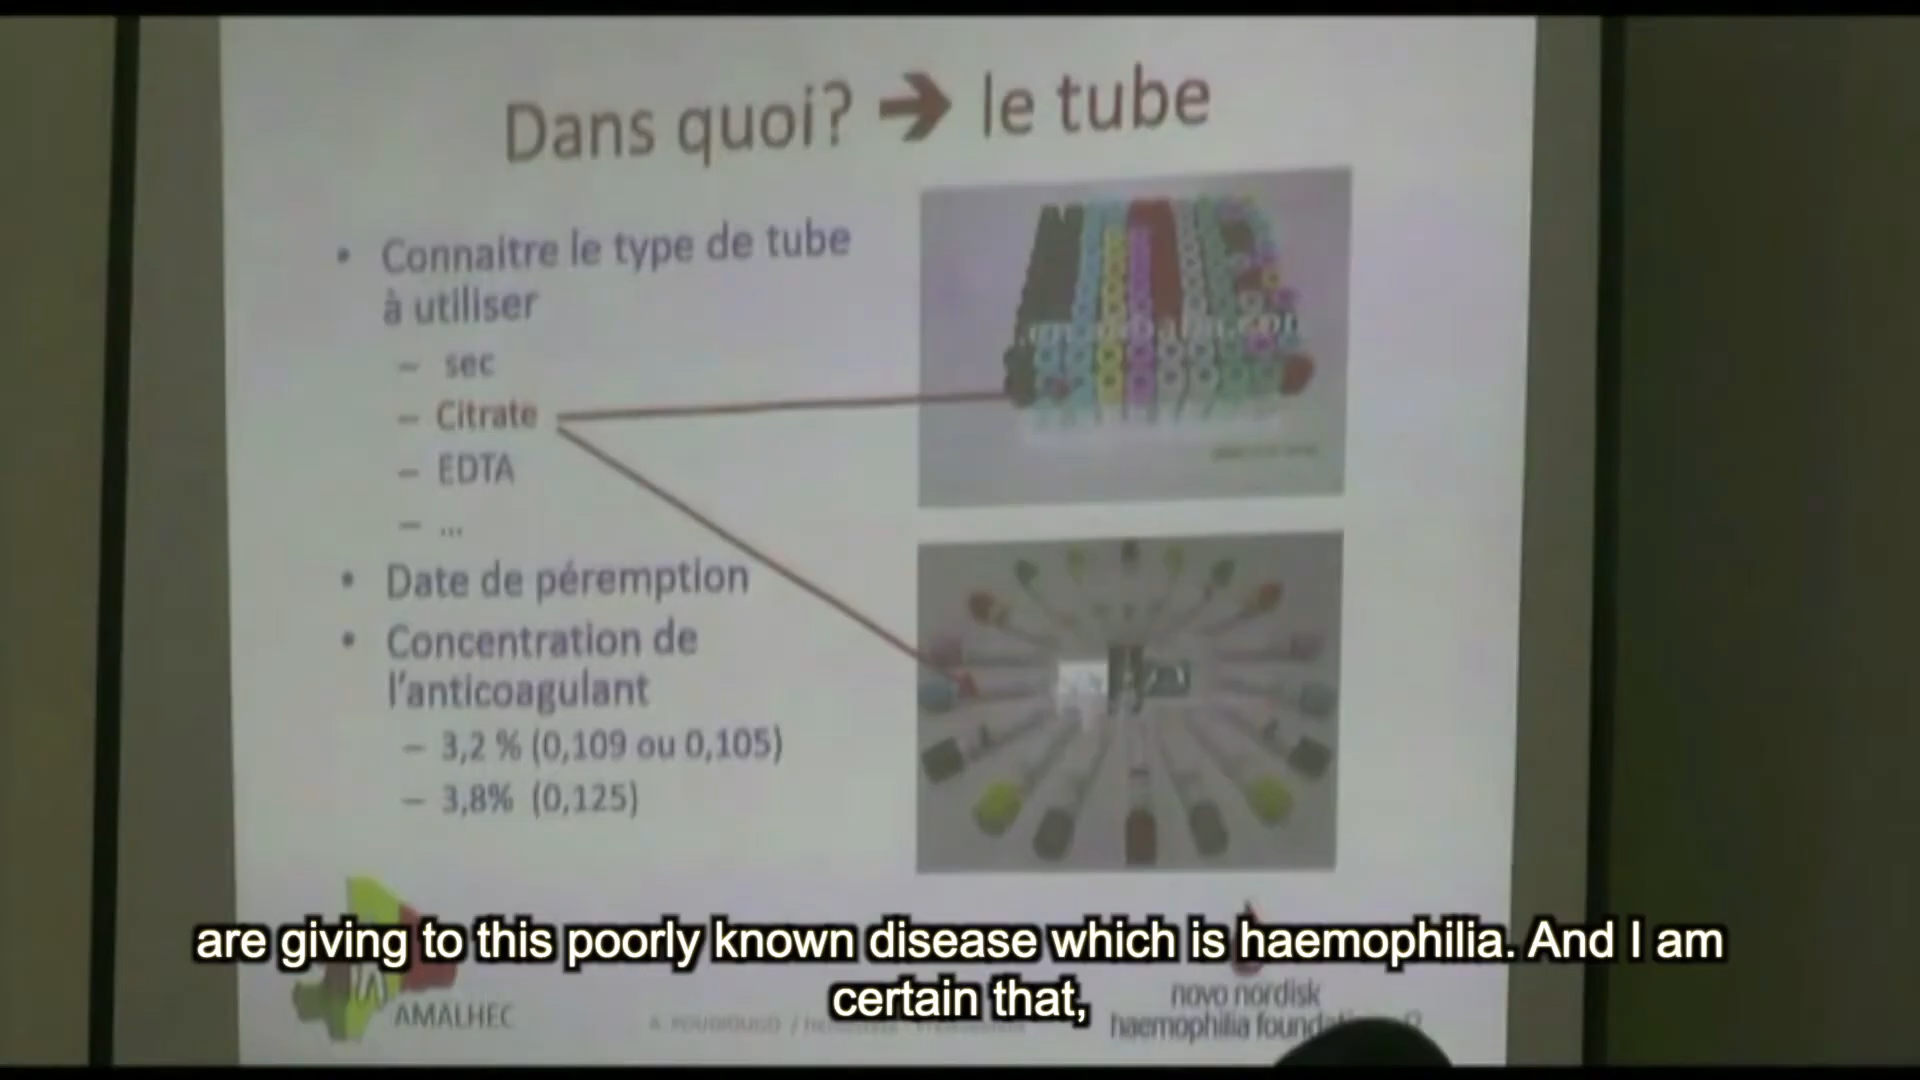 Dans quoi? ➔ le tube
• Connaitre le type de tube
à utiliser
– sec
– Citrate
– EDTA
– ...
• Date de péremption
• Concentration de
l'anticoagulant
– 3,2 % (0,109 ou 0,105)
– 3,8% (0,125)
are giving to this poorly known disease which is haemophilia. And I am
certain that,
AMALHEC
novo nordisk
haemophilia